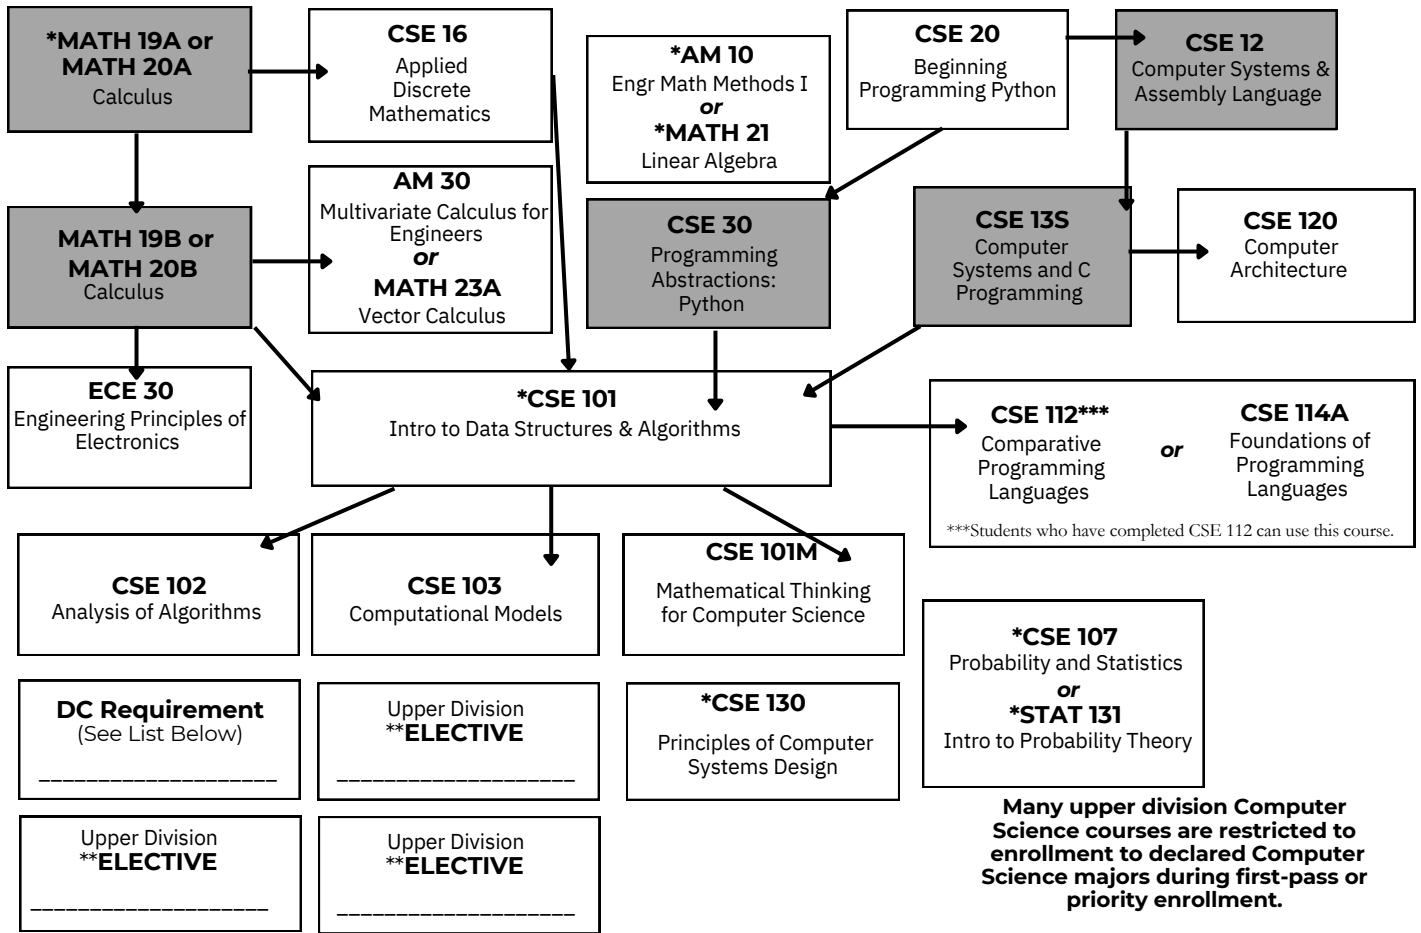 *MATH 19A or
MATH 20A
Calculus
CSE 16
Applied
Discrete
Mathematics
*AM 10
Engr Math Methods I
or
*MATH 21
Linear Algebra
CSE 20
Beginning
Programming Python
CSE 12
Computer Systems &
Assembly Language
MATH 19B or
MATH 20B
Calculus
AM 30
Multivariate Calculus for
Engineers
or
MATH 23A
Vector Calculus
CSE 30
Programming
Abstractions:
Python
CSE 13S
Computer
Systems and C
Programming
CSE 120
Computer
Architecture
ECE 30
Engineering Principles of
Electronics
*CSE 101
Intro to Data Structures & Algorithms
CSE 112***
Comparative
Programming
Languages
or
CSE 114A
Foundations of
Programming
Languages
***Students who have completed CSE 112 can use this course.
CSE 102
Analysis of Algorithms
CSE 103
Computational Models
CSE 101M
Mathematical Thinking
for Computer Science
*CSE 107
Probability and Statistics
or
*STAT 131
Intro to Probability Theory
DC Requirement
(See List Below)
____________________
Upper Division
**ELECTIVE
____________________
*CSE 130
Principles of Computer
Systems Design
Upper Division
**ELECTIVE
____________________
Upper Division
**ELECTIVE
____________________
Many upper division Computer
Science courses are restricted to
enrollment to declared Computer
Science majors during first-pass or
priority enrollment.